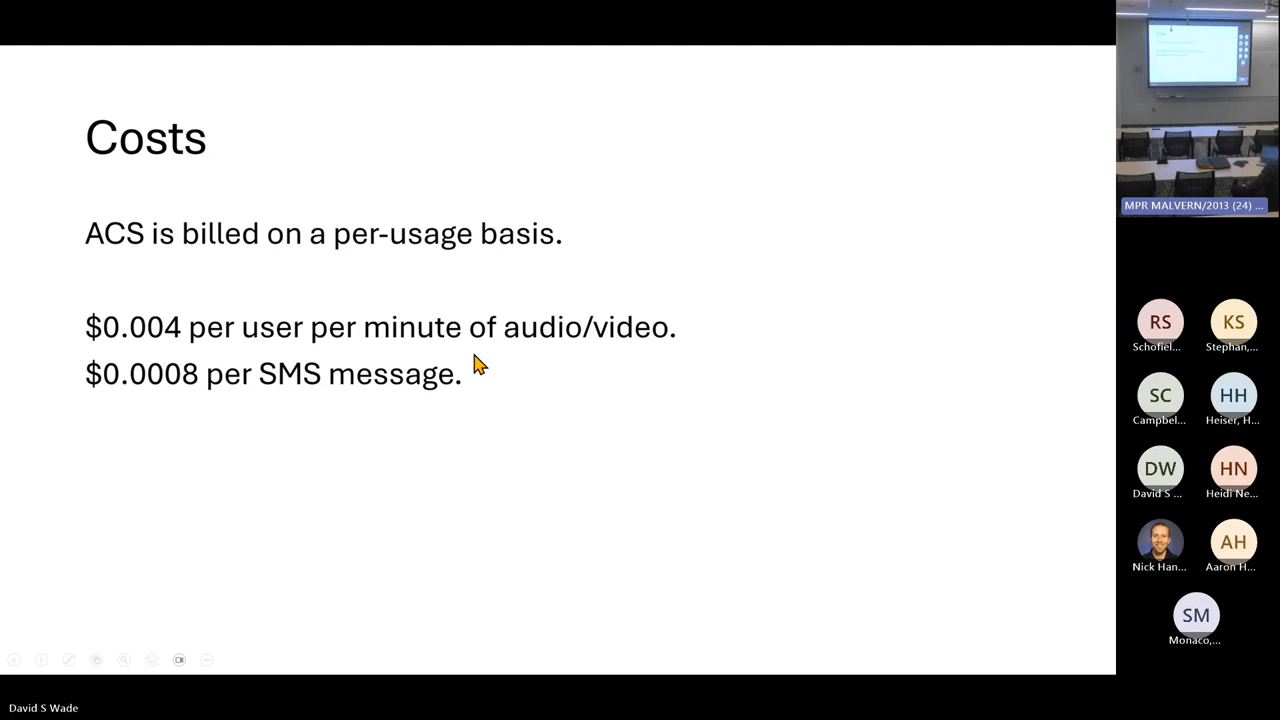 Costs
ACS is billed on a per-usage basis.
$0.004 per user per minute of audio/video.
$0.0008 per SMS message.
MPR MALVERN/2013 (24) ...
RS
Schofiel...
KS
Stephan,...
SC
Campbel...
HH
Heiser, H...
DW
David S ...
HN
Heidi Ne...
Nick Han...
AH
Aaron H...
SM
Monaco,...
David S Wade